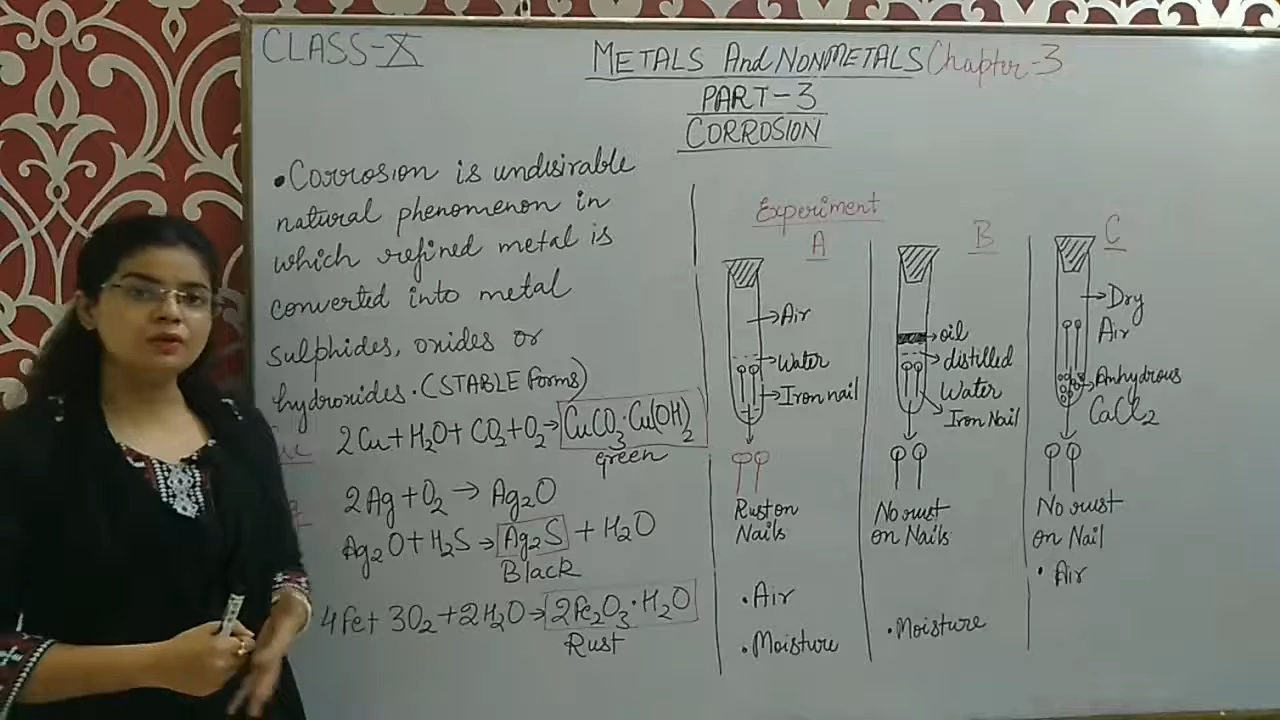 CLASS-X
METALS And NONMETALS Chapter-3
PART-3
CORROSION
•Corrosion is undisirable
natural phenomenon in
which refined metal is
converted into metal
sulphides, oxides or
hydroxides. (STABLE forms)
2Cu+H₂O+CO₂+O₂→CuCO₃·Cu(OH)₂
green
2Ag+O₂→Ag₂O
Ag₂O+H₂S→Ag₂S+H₂O
Black
4Fe+3O₂+2H₂O→2Fe₂O₃·H₂O
Rust
Experiment
A
→Air
→Water
→Iron nail
Rust on
Nails
•Air
•Moisture
B
→oil
→distilled
Water
Iron Nail
No rust
on Nails
•Moisture
C
→Dry
Air
→Anhydrous
CaCl₂
No rust
on Nail
•Air